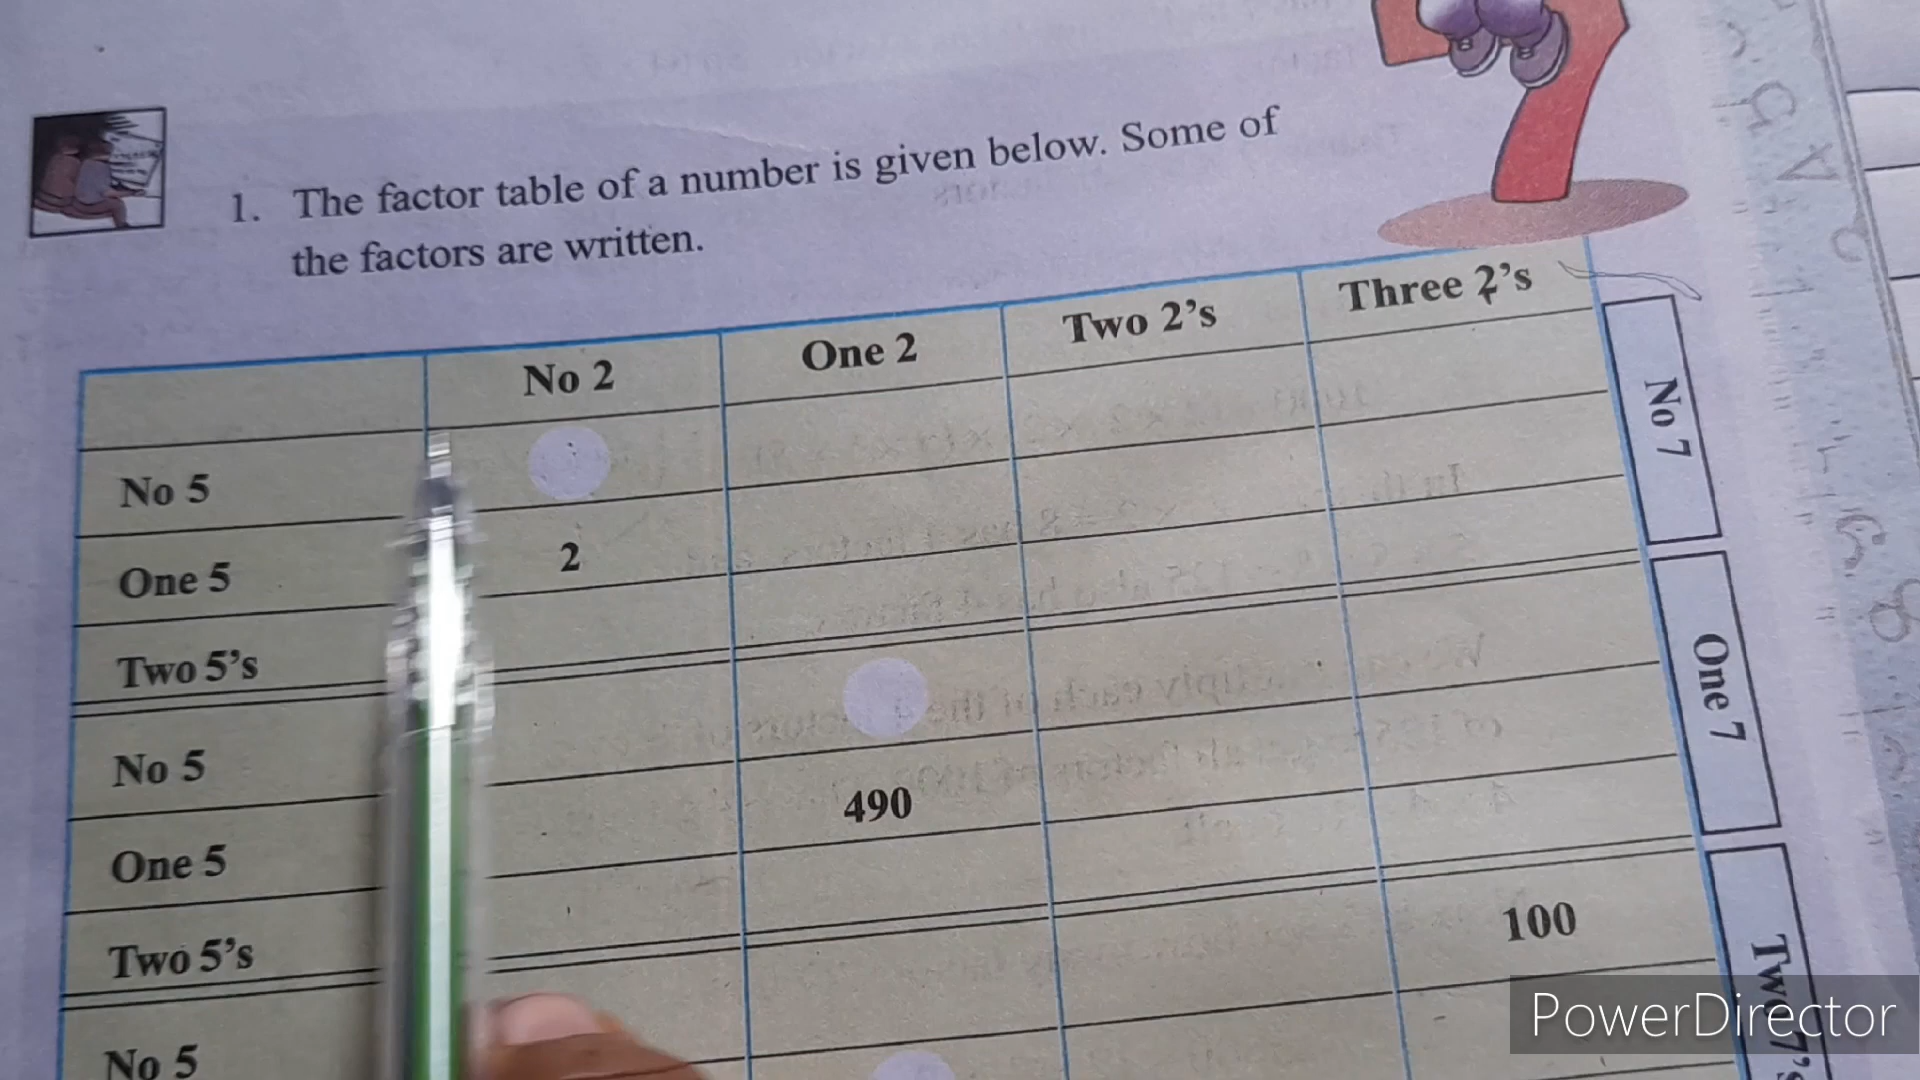 1. The factor table of a number is given below. Some of
the factors are written.
No 2 One 2 Two 2's Three 2's
No 5
One 5 2
Two 5's
No 7
No 5
One 5 490
Two 5's
One 7
No 5 100
Two 7's
PowerDirector